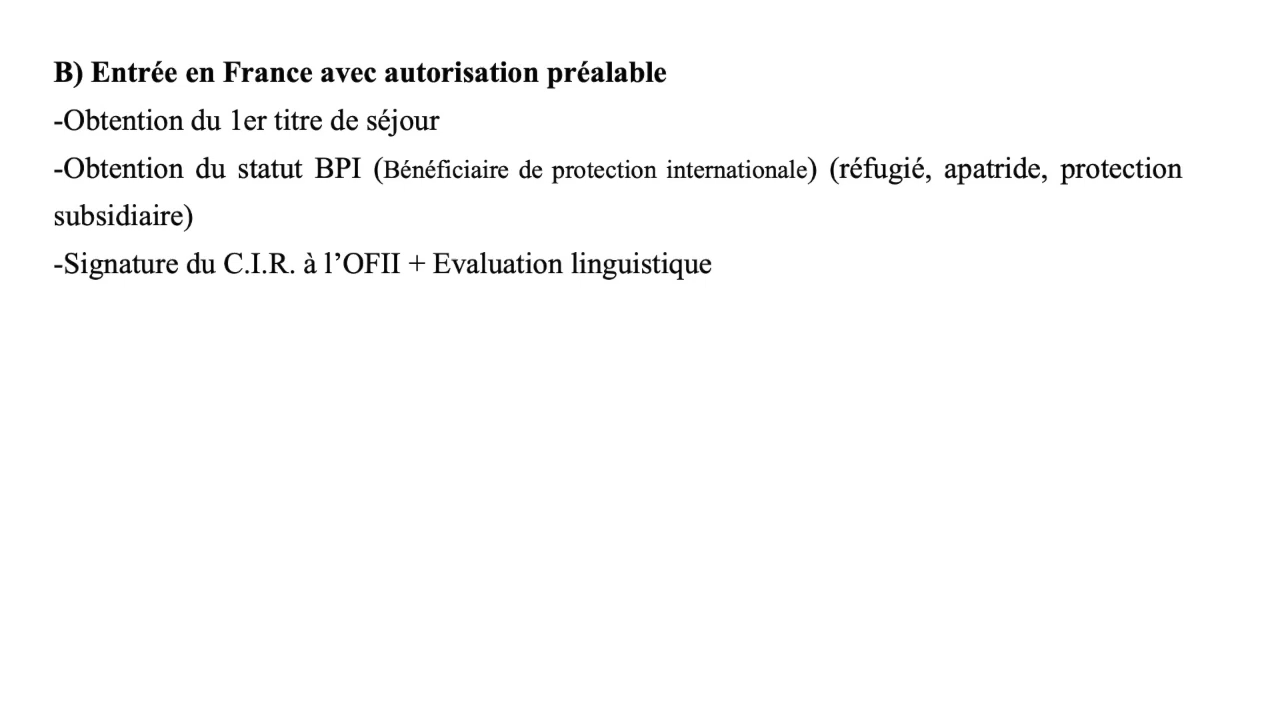 B) Entrée en France avec autorisation préalable
-Obtention du 1er titre de séjour
-Obtention du statut BPI (Bénéficiaire de protection internationale) (réfugié, apatride, protection
subsidiaire)
-Signature du C.I.R. à l’OFII + Evaluation linguistique